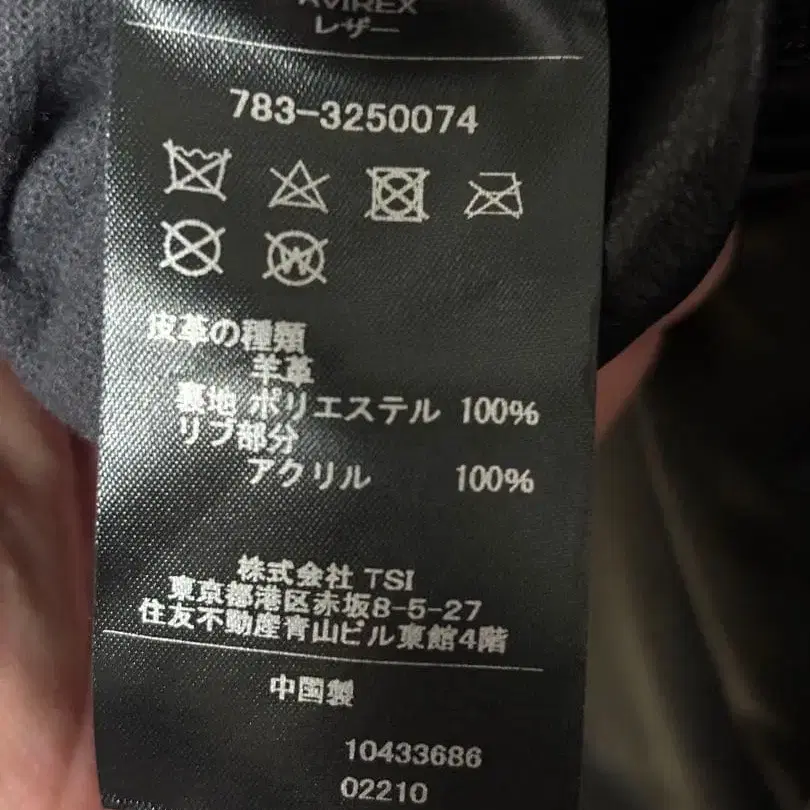 AVIREX
レザー
783-3250074
W
皮革の種類
羊革
裏地 ポリエステル 100%
リブ部分
アクリル 100%
株式会社 TSI
東京都港区赤坂8-5-27
住友不動産青山ビル東館4階
中国製
10433686
02210